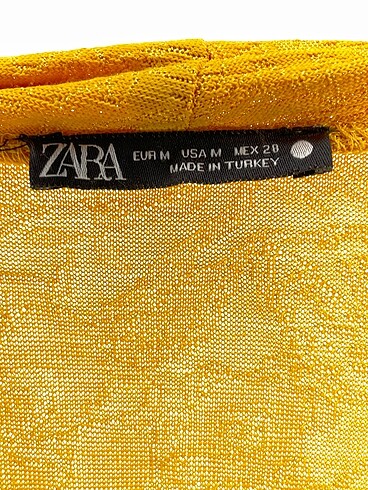 ZARA
EUR M USA M MEX 28
MADE IN TURKEY